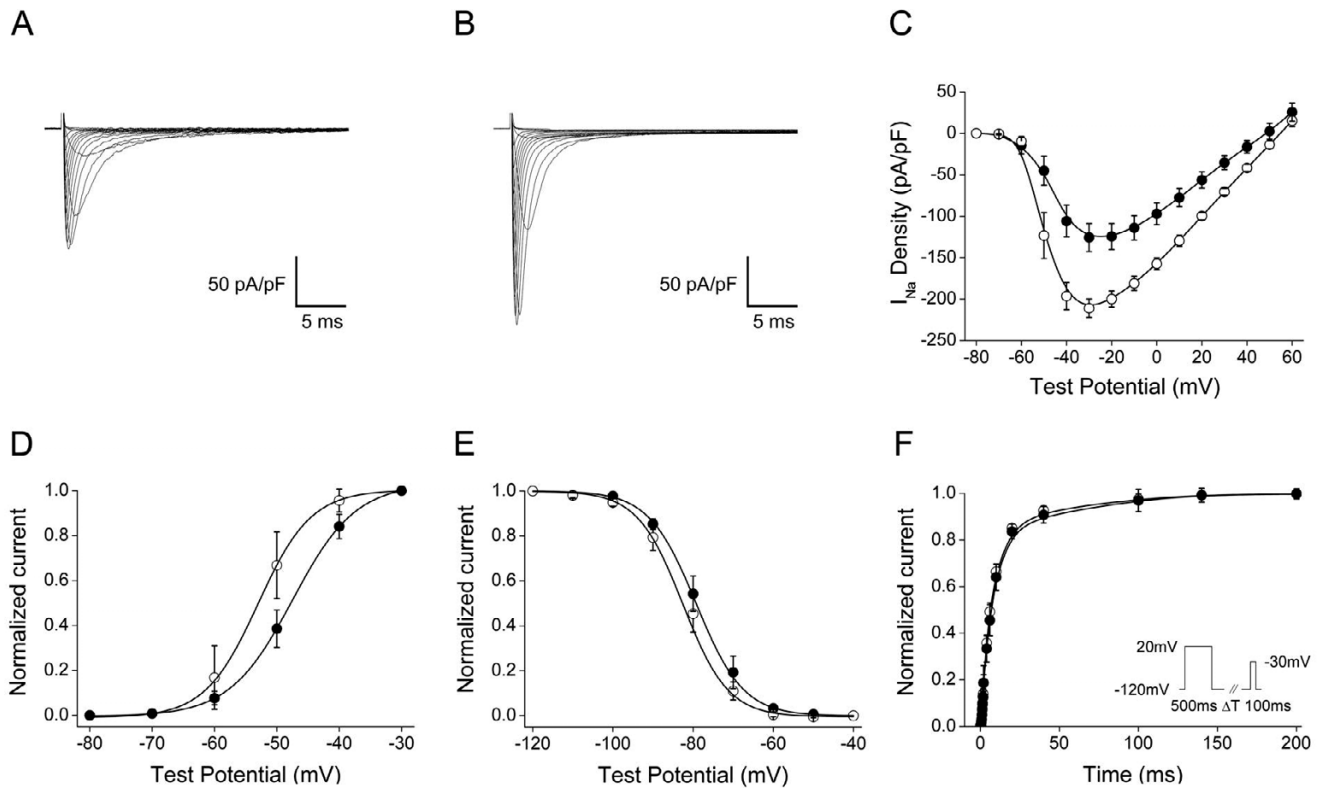 A
B
C
50 pA/pF
5 ms
50 pA/pF
5 ms
50
0
-50
-100
-150
-200
-250
I_Na Density (pA/pF)
-80 -60 -40 -20 0 20 40 60
Test Potential (mV)
D
E
F
1.0
0.8
0.6
0.4
0.2
0.0
Normalized current
-80 -70 -60 -50 -40 -30
Test Potential (mV)
1.0
0.8
0.6
0.4
0.2
0.0
Normalized current
-120 -100 -80 -60 -40
Test Potential (mV)
1.0
0.8
0.6
0.4
0.2
0.0
Normalized current
20mV
-30mV
-120mV
500ms ΔT 100ms
0 50 100 150 200
Time (ms)